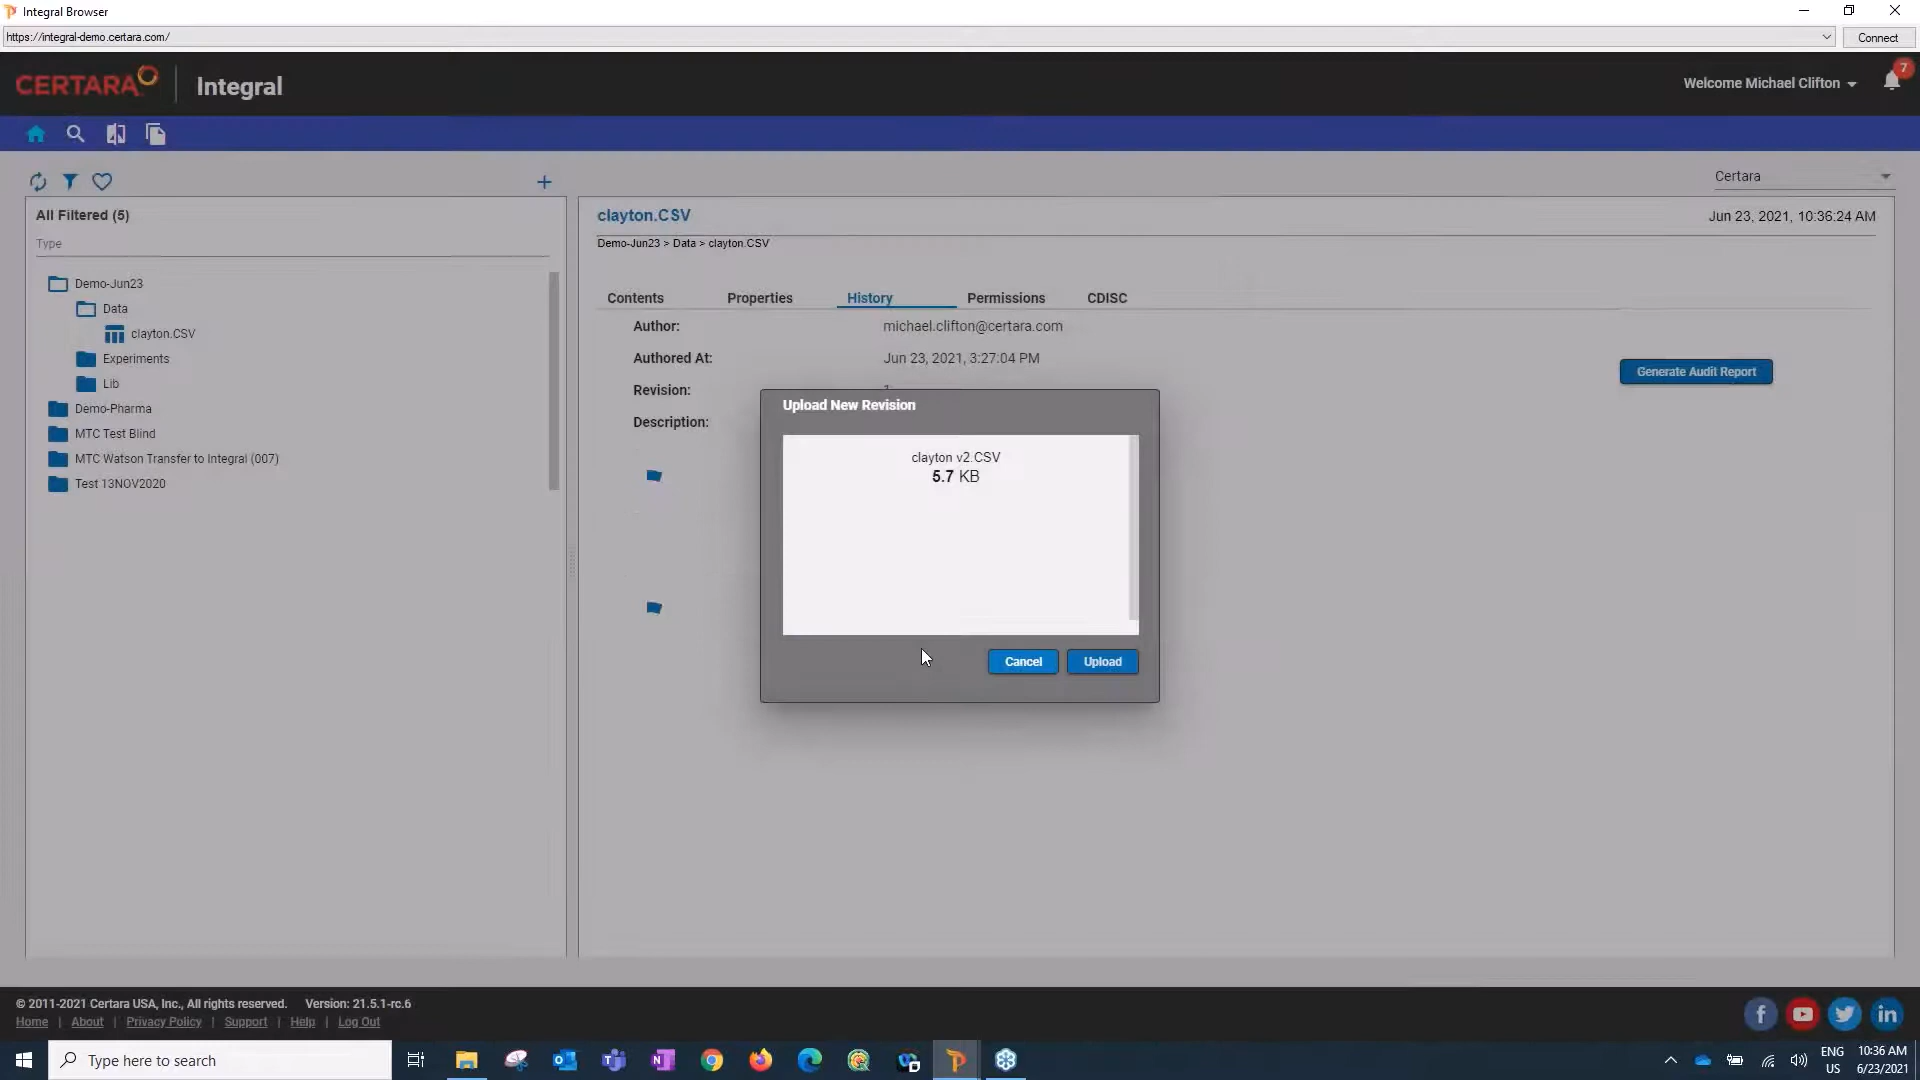 Integral Browser
https://integral-demo.certara.com/
Connect
CERTARA
Integral
Welcome Michael Clifton
7
Certara
All Filtered (5)
Type
Demo-Jun23
Data
clayton.CSV
Experiments
Lib
Demo-Pharma
MTC Test Blind
MTC Watson Transfer to Integral (007)
Test 13NOV2020
clayton.CSV
Jun 23, 2021, 10:36:24 AM
Demo-Jun23 > Data > clayton.CSV
Contents Properties History Permissions CDISC
Author: michael.clifton@certara.com
Authored At: Jun 23, 2021, 3:27:04 PM
Revision:
Description:
Generate Audit Report
Upload New Revision
clayton v2.CSV
5.7 KB
Cancel Upload
© 2011-2021 Certara USA, Inc., All rights reserved. Version: 21.5.1-rc.6
Home | About | Privacy Policy | Support | Help | Log Out
Type here to search
ENG
US
10:36 AM
6/23/2021